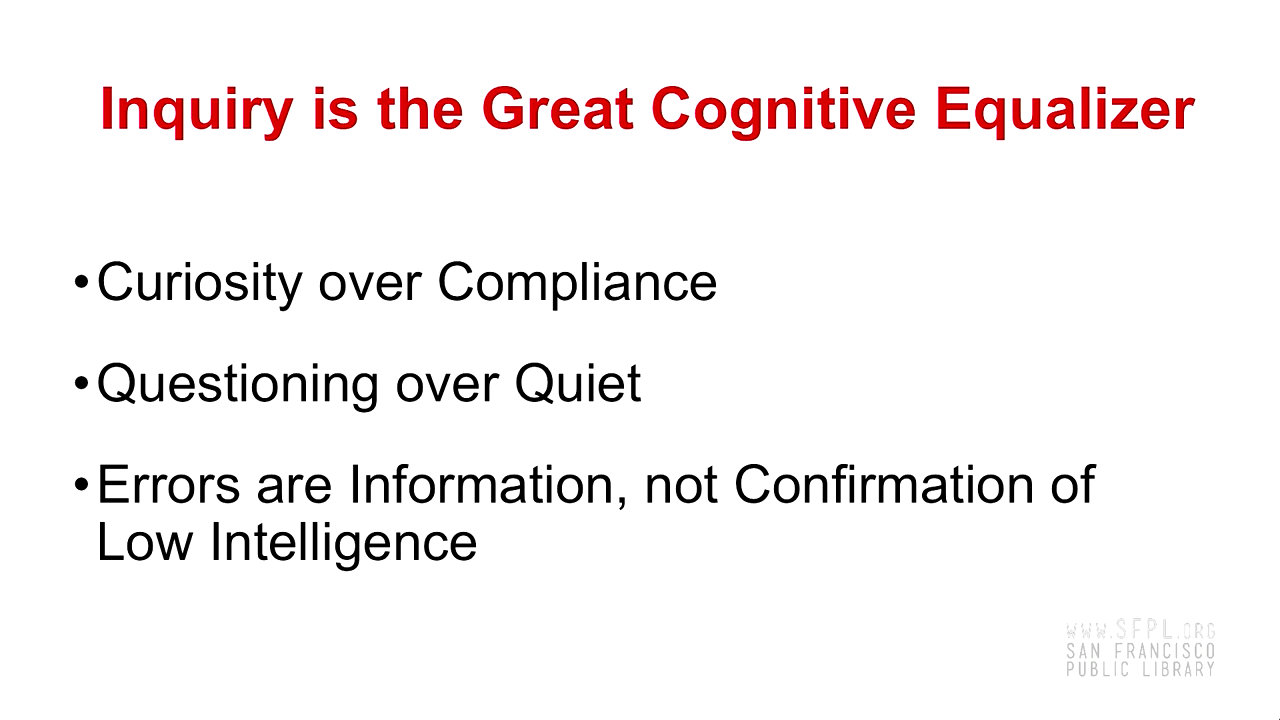 Inquiry is the Great Cognitive Equalizer
•Curiosity over Compliance
•Questioning over Quiet
•Errors are Information, not Confirmation of
Low Intelligence
WWW.SFPL.ORG
SAN FRANCISCO
PUBLIC LIBRARY